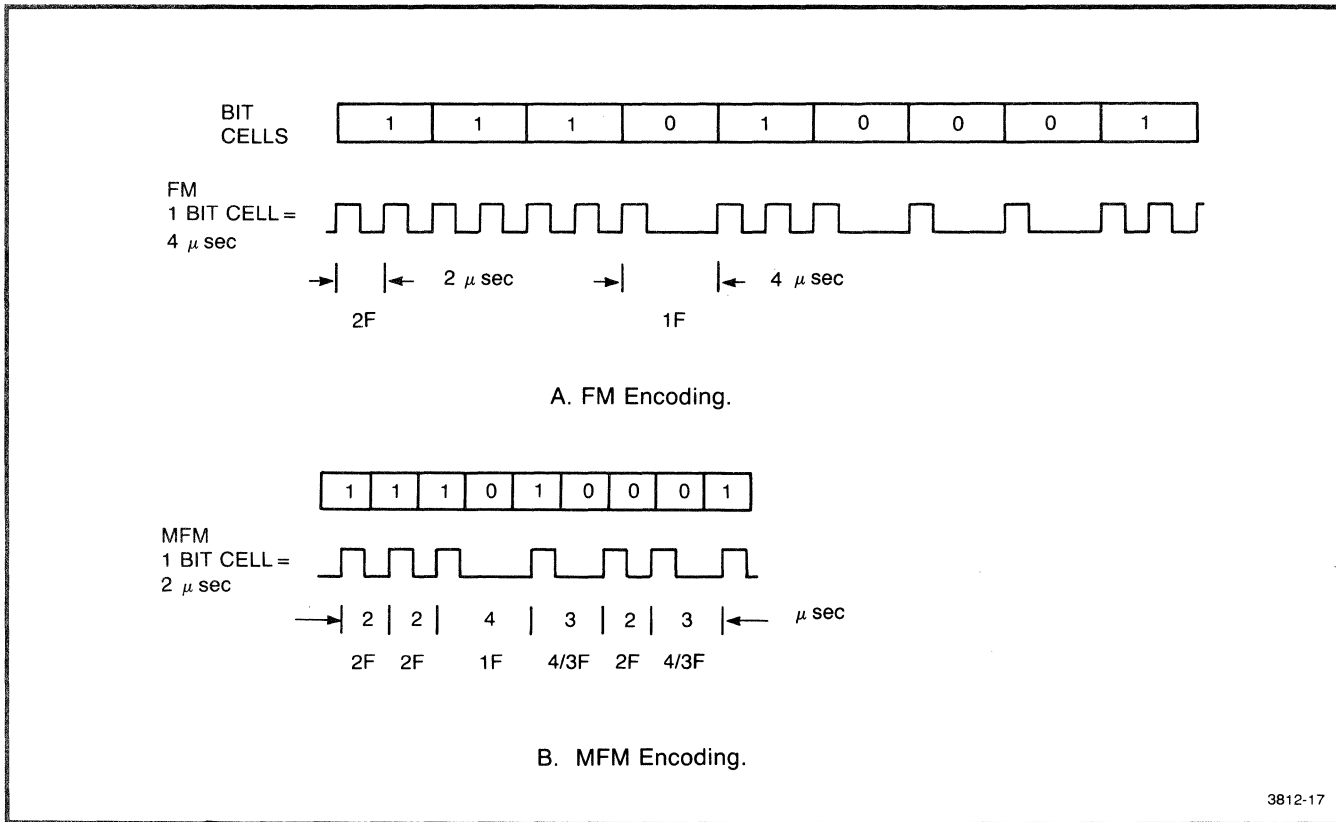 BIT
CELLS
1 1 1 0 1 0 0 0 1
FM
1 BIT CELL =
4 μ sec
2 μ sec 4 μ sec
2F 1F
A. FM Encoding.
1 1 1 0 1 0 0 0 1
MFM
1 BIT CELL =
2 μ sec
2 2 4 3 2 3 μ sec
2F 2F 1F 4/3F 2F 4/3F
B. MFM Encoding.
3812-17